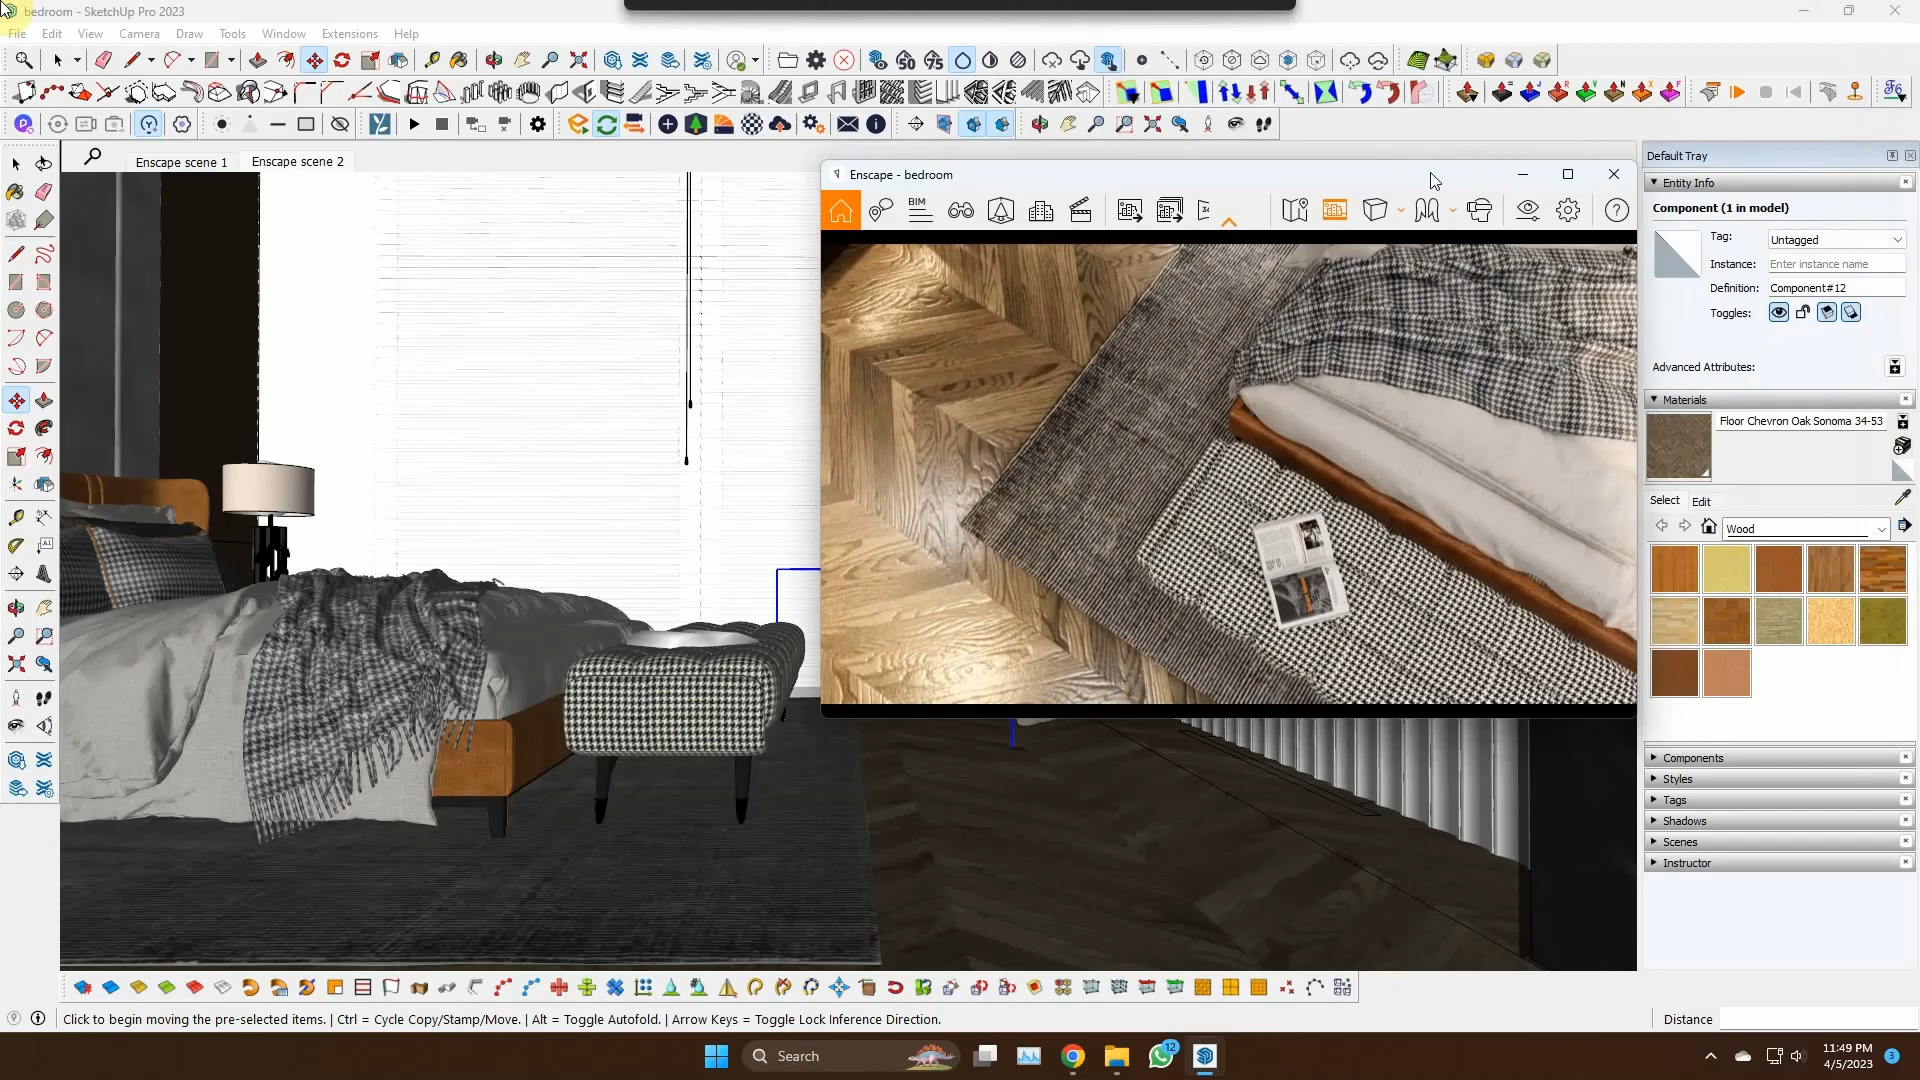 bedroom - SketchUp Pro 2023
File Edit View Camera Draw Tools Window Extensions Help
Enscape scene 1
Enscape scene 2
Enscape - bedroom
BIM
Default Tray
Entity Info
Component (1 in model)
Tag: Untagged
Instance: Enter instance name
Definition: Component#12
Toggles:
Advanced Attributes:
Materials
Floor Chevron Oak Sonoma 34-53
Select Edit
Wood
Components
Styles
Tags
Shadows
Scenes
Instructor
Click to begin moving the pre-selected items. | Ctrl = Cycle Copy/Stamp/Move. | Alt = Toggle Autofold. | Arrow Keys = Toggle Lock Inference Direction.
Distance
Search
12
11:49 PM
4/5/2023
3